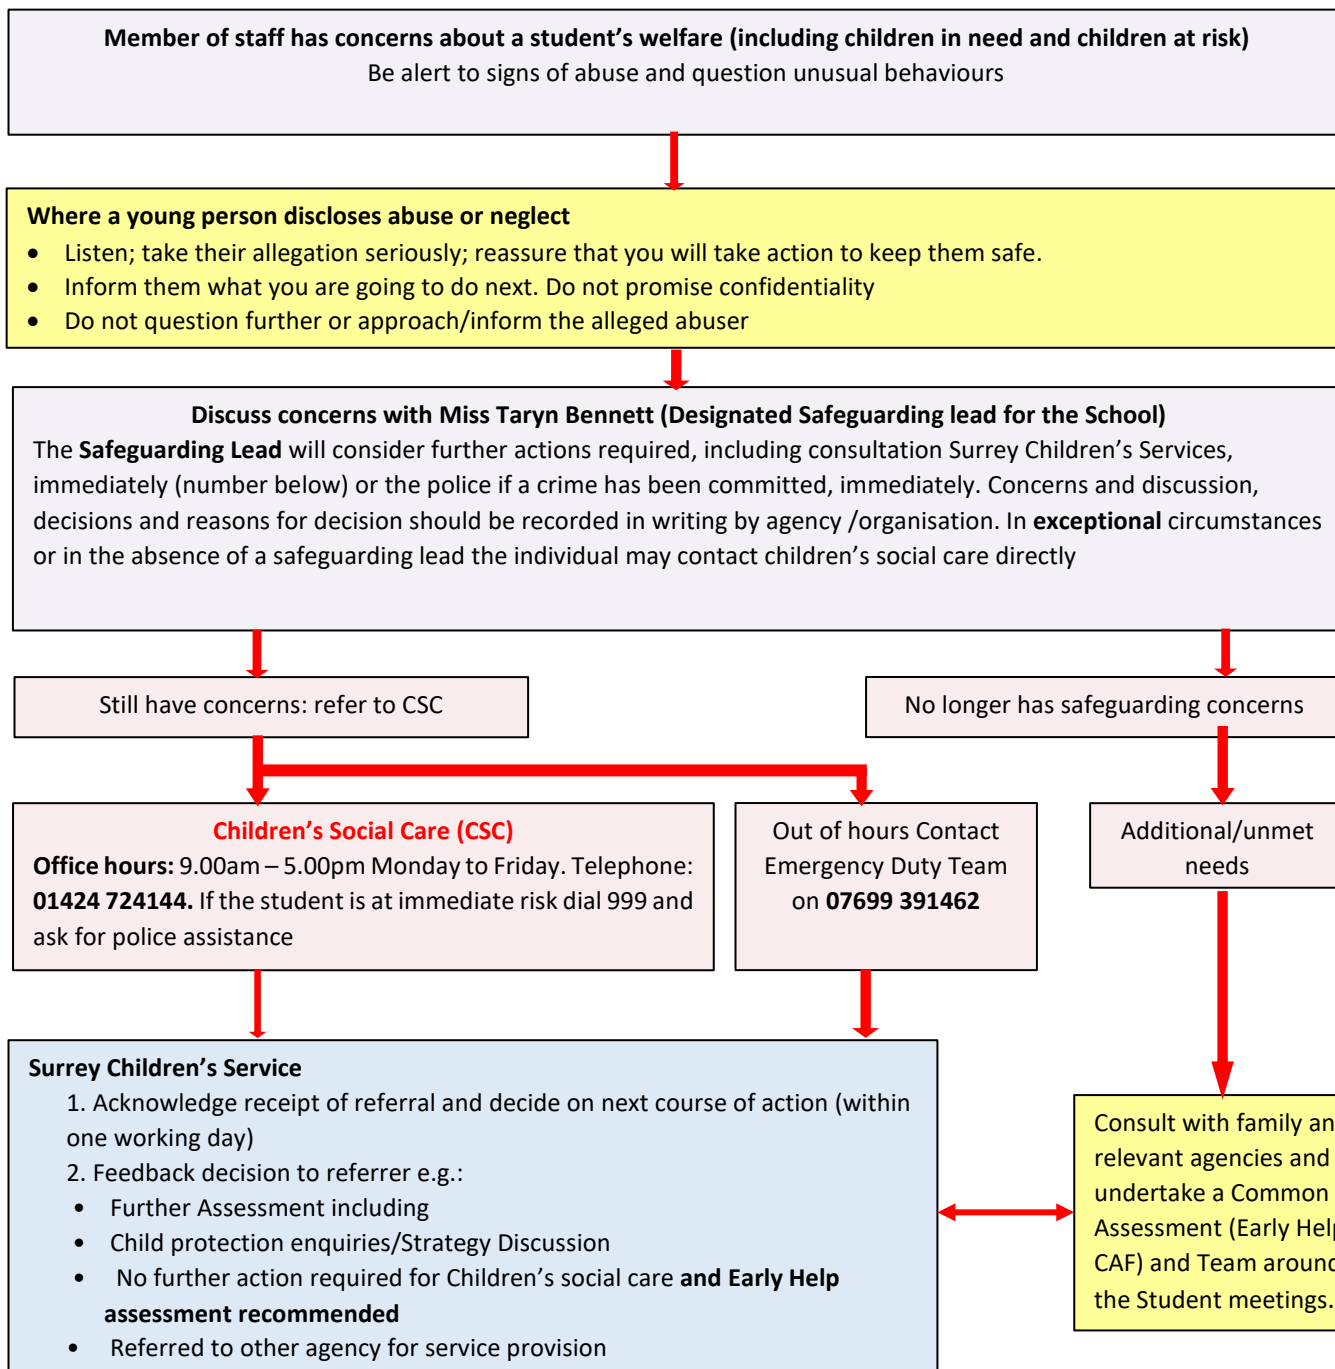 Member of staff has concerns about a student’s welfare (including children in need and children at risk)
Be alert to signs of abuse and question unusual behaviours
Where a young person discloses abuse or neglect
• Listen; take their allegation seriously; reassure that you will take action to keep them safe.
• Inform them what you are going to do next. Do not promise confidentiality
• Do not question further or approach/inform the alleged abuser
Discuss concerns with Miss Taryn Bennett (Designated Safeguarding lead for the School)
The Safeguarding Lead will consider further actions required, including consultation Surrey Children’s Services,
immediately (number below) or the police if a crime has been committed, immediately. Concerns and discussion,
decisions and reasons for decision should be recorded in writing by agency /organisation. In exceptional circumstances
or in the absence of a safeguarding lead the individual may contact children’s social care directly
Still have concerns: refer to CSC
No longer has safeguarding concerns
Children’s Social Care (CSC)
Office hours: 9.00am – 5.00pm Monday to Friday. Telephone:
01424 724144. If the student is at immediate risk dial 999 and
ask for police assistance
Out of hours Contact
Emergency Duty Team
on 07699 391462
Additional/unmet
needs
Surrey Children’s Service
1. Acknowledge receipt of referral and decide on next course of action (within
one working day)
2. Feedback decision to referrer e.g.:
• Further Assessment including
• Child protection enquiries/Strategy Discussion
• No further action required for Children’s social care and Early Help
assessment recommended
• Referred to other agency for service provision
Consult with family an
relevant agencies and
undertake a Common
Assessment (Early Help
CAF) and Team around
the Student meetings.